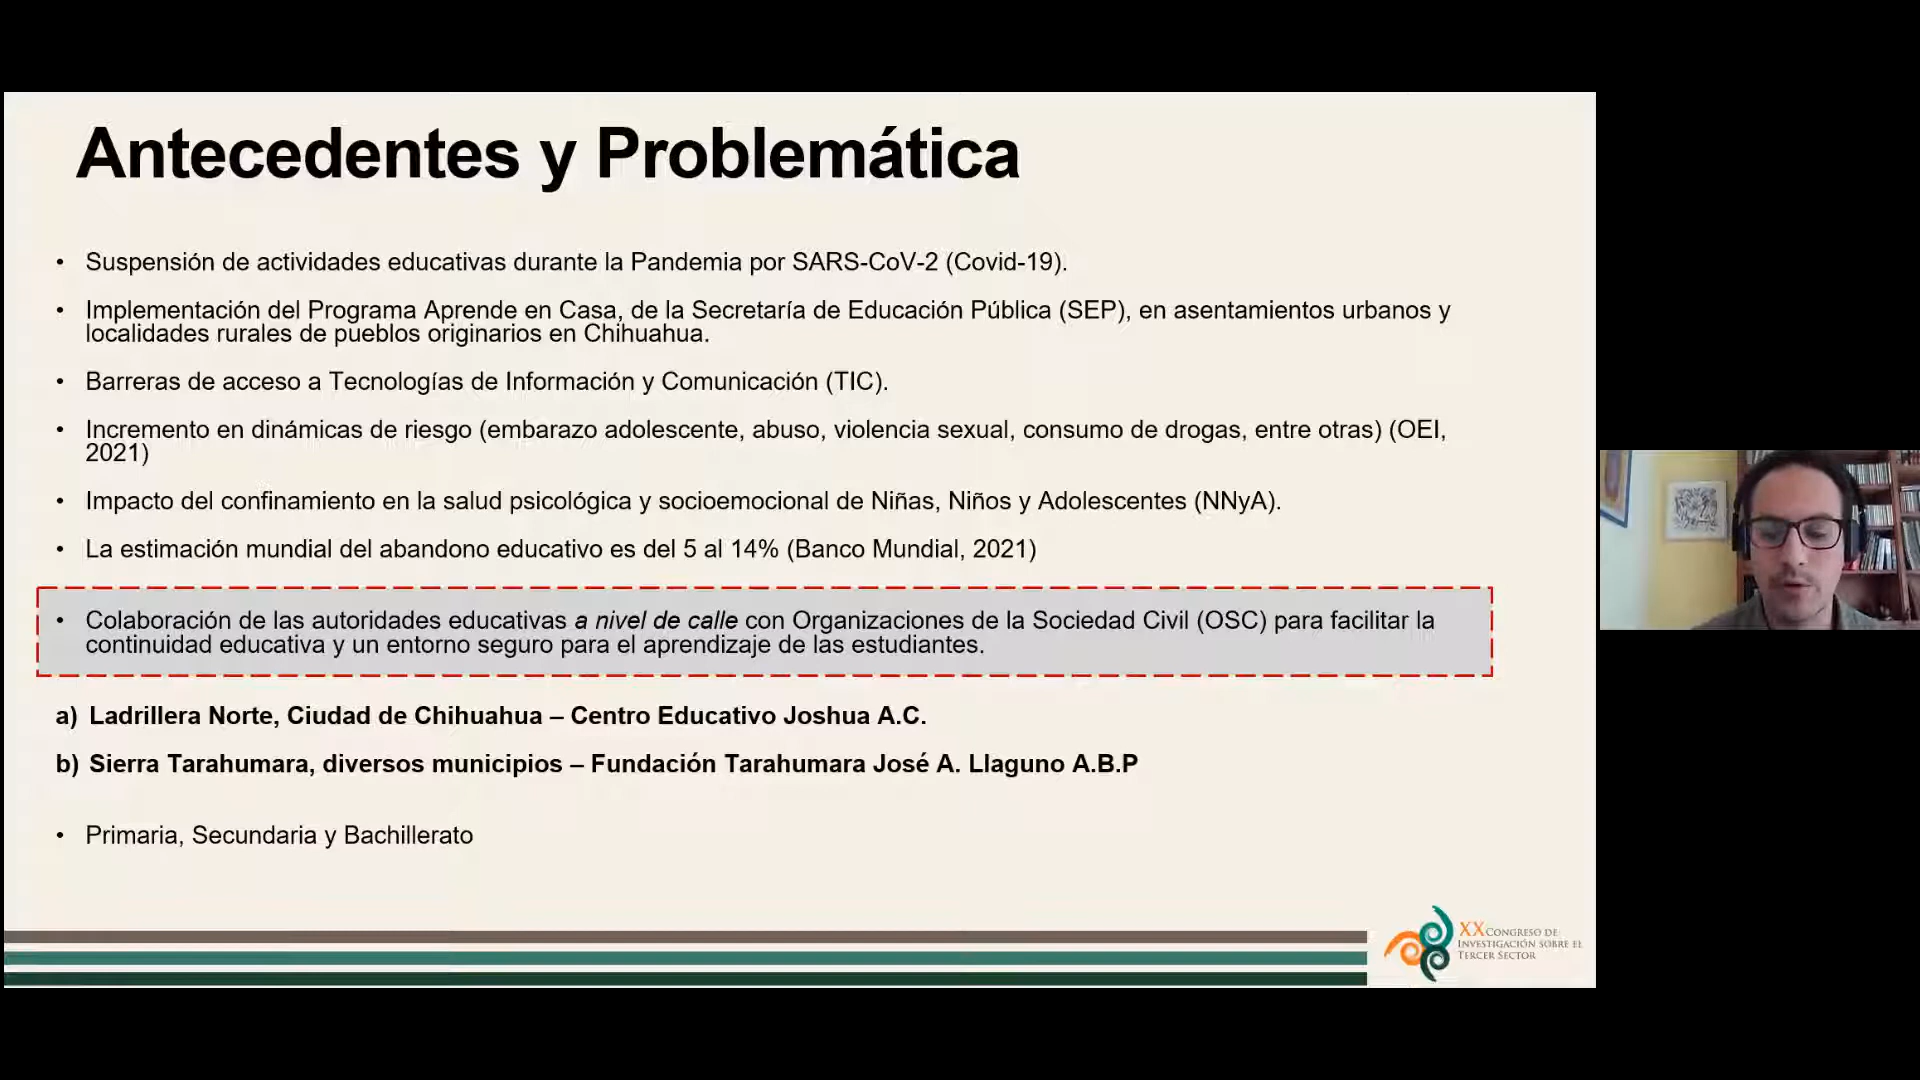 Antecedentes y Problemática
• Suspensión de actividades educativas durante la Pandemia por SARS-CoV-2 (Covid-19).
• Implementación del Programa Aprende en Casa, de la Secretaría de Educación Pública (SEP), en asentamientos urbanos y
localidades rurales de pueblos originarios en Chihuahua.
• Barreras de acceso a Tecnologías de Información y Comunicación (TIC).
• Incremento en dinámicas de riesgo (embarazo adolescente, abuso, violencia sexual, consumo de drogas, entre otras) (OEI,
2021)
• Impacto del confinamiento en la salud psicológica y socioemocional de Niñas, Niños y Adolescentes (NNyA).
• La estimación mundial del abandono educativo es del 5 al 14% (Banco Mundial, 2021)
• Colaboración de las autoridades educativas a nivel de calle con Organizaciones de la Sociedad Civil (OSC) para facilitar la
continuidad educativa y un entorno seguro para el aprendizaje de las estudiantes.
a) Ladrillera Norte, Ciudad de Chihuahua – Centro Educativo Joshua A.C.
b) Sierra Tarahumara, diversos municipios – Fundación Tarahumara José A. Llaguno A.B.P
• Primaria, Secundaria y Bachillerato
XX CONGRESO DE
INVESTIGACIÓN SOBRE EL
TERCER SECTOR